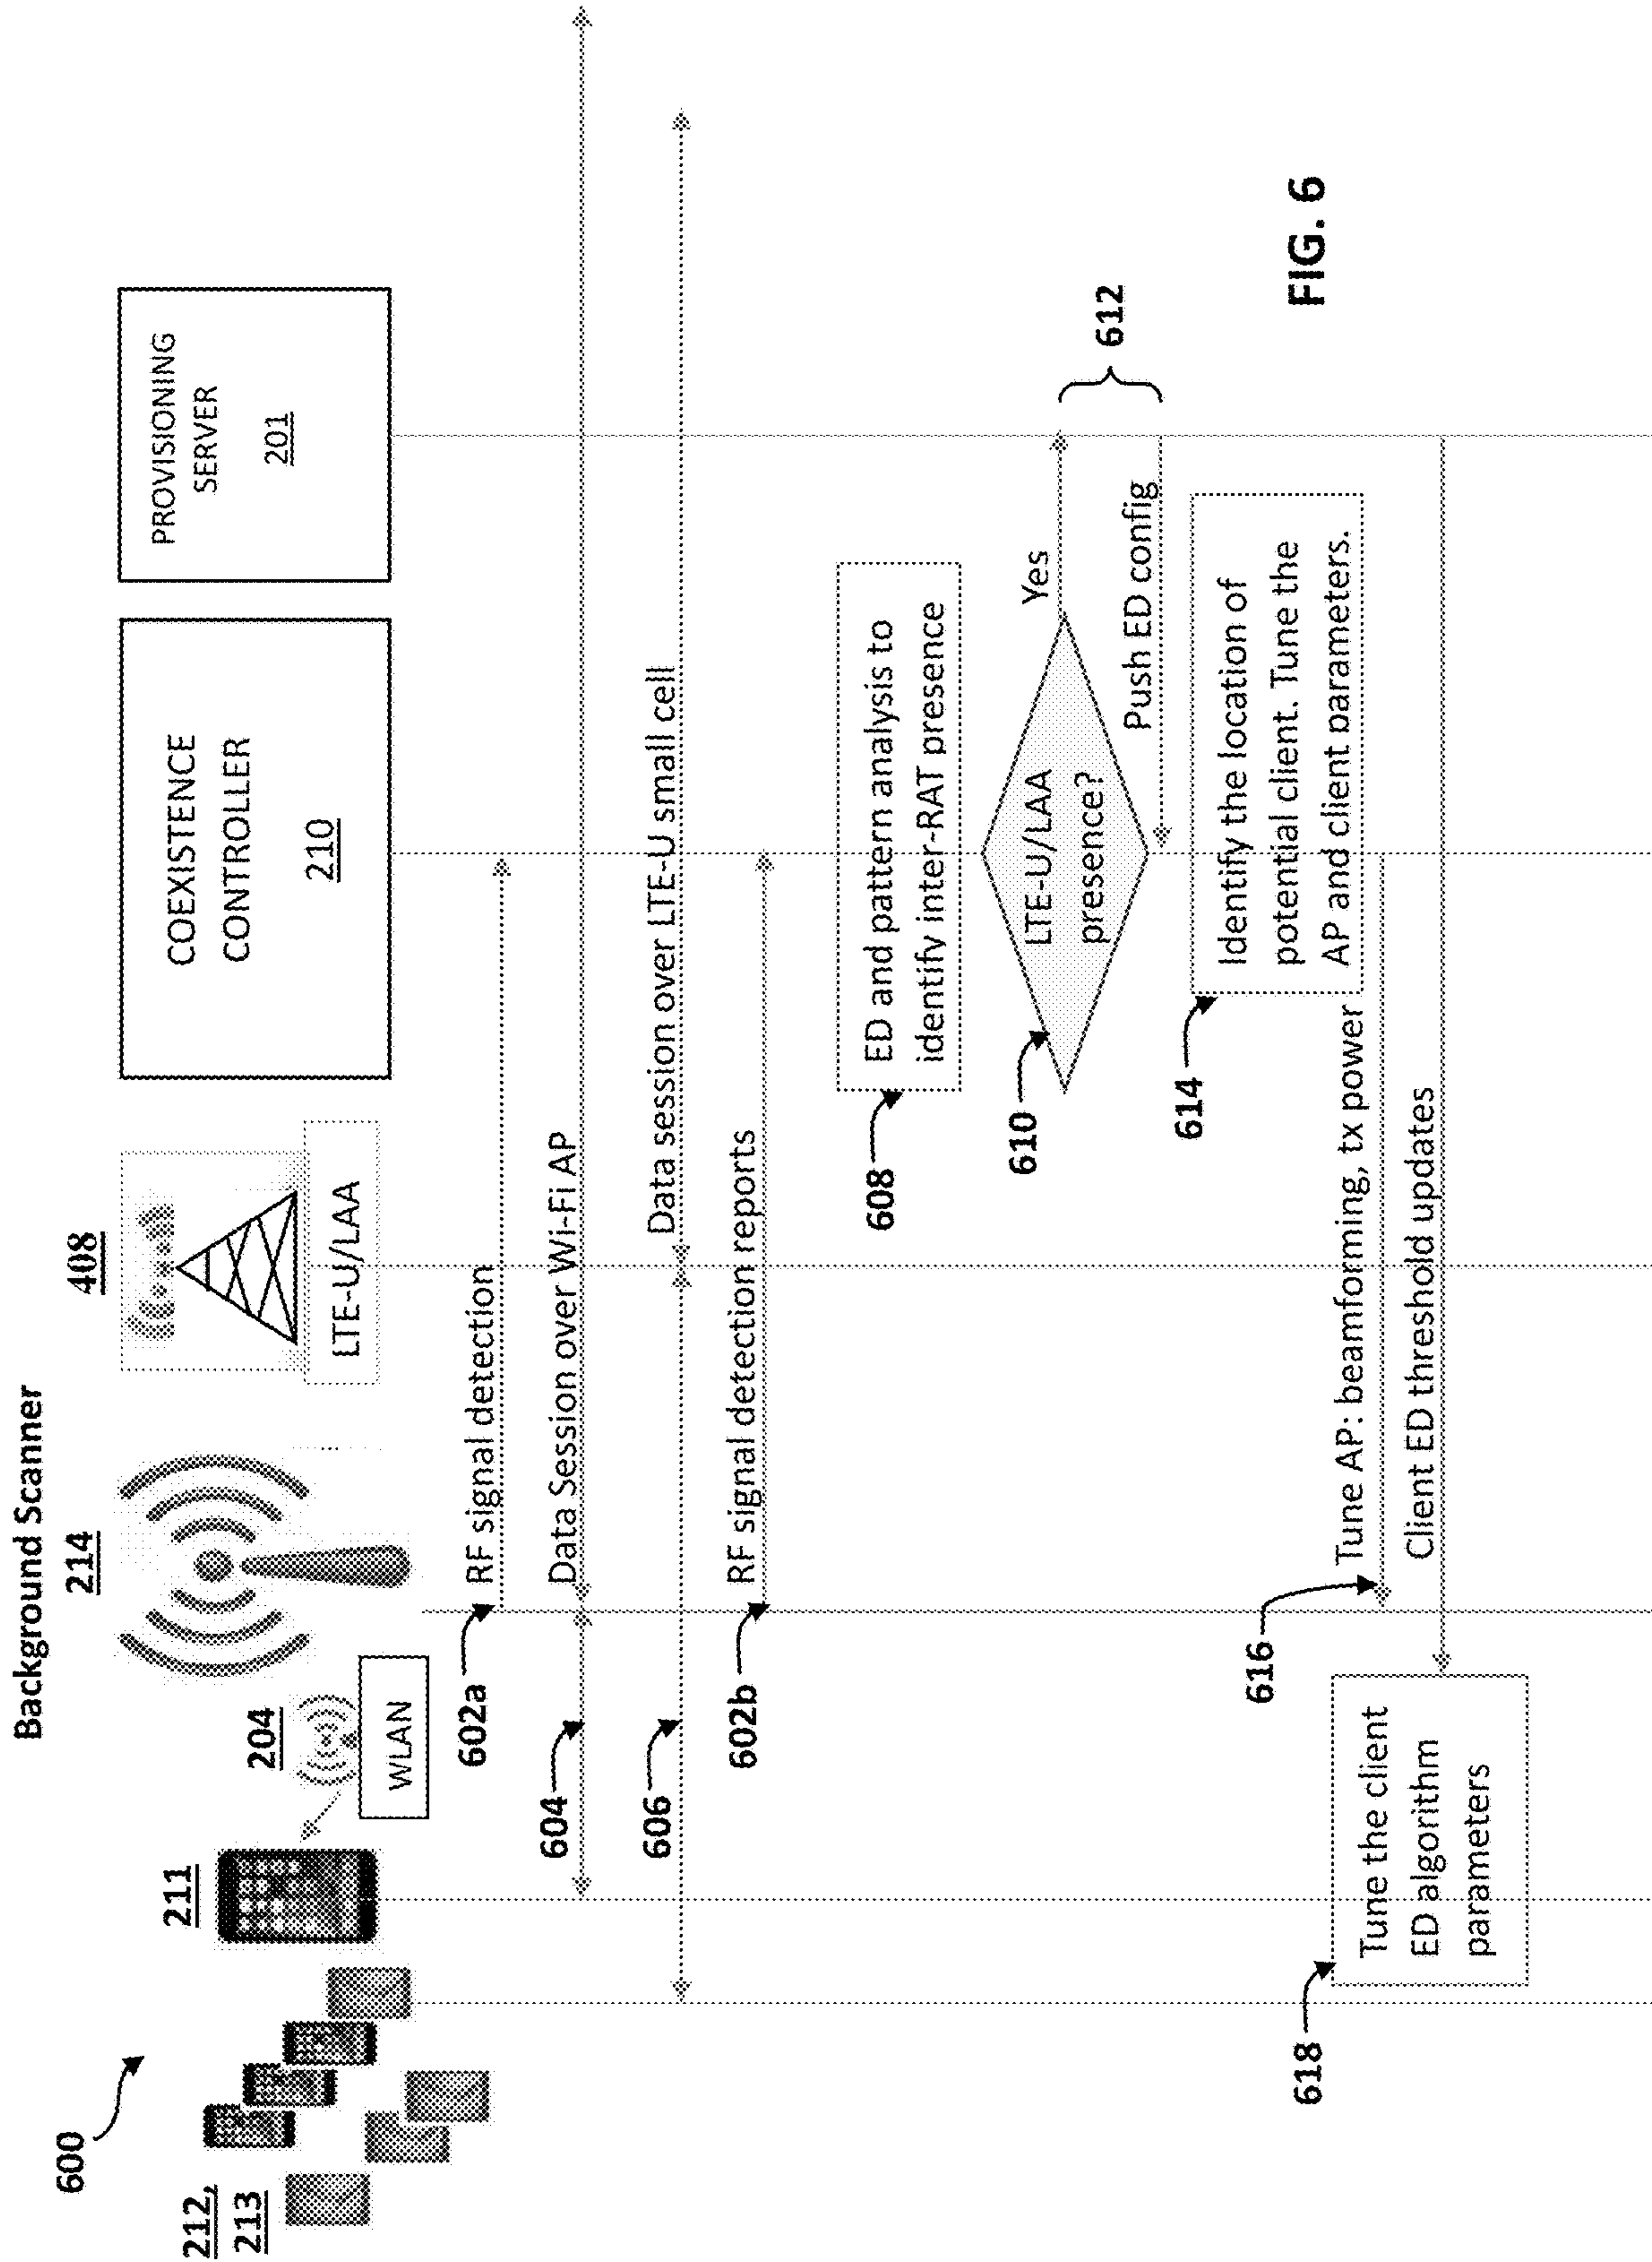 Background Scanner
600
212,
213
211
204
WLAN
214
408
LTE-U/LAA
COEXISTENCE
CONTROLLER
210
PROVISIONING
SERVER
201
602a
RF signal detection
604
Data Session over Wi-Fi AP
606
Data session over LTE-U small cell
602b
RF signal detection reports
608
ED and pattern analysis to
identify inter-RAT presence
610
LTE-U/LAA
presence?
Yes
612
Push ED config
614
Identify the location of
potential client. Tune the
AP and client parameters.
616
Tune AP: beamforming, tx power
Client ED threshold updates
618
Tune the client
ED algorithm
parameters
FIG. 6